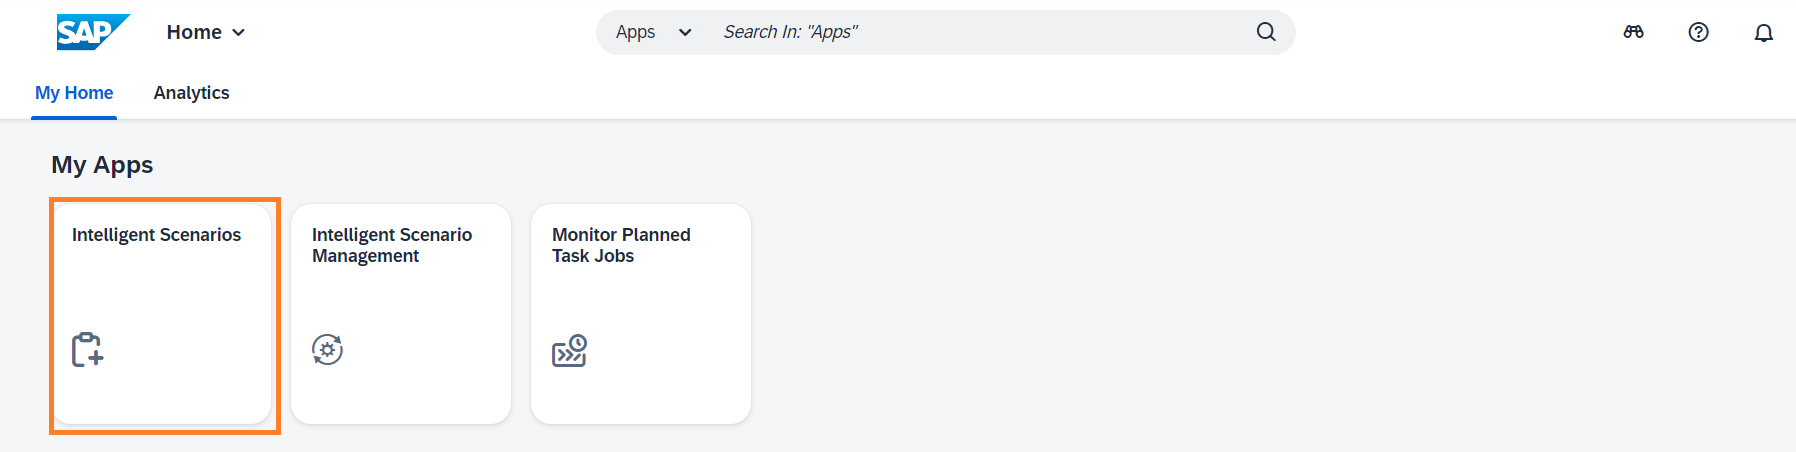 SAP
Home
Apps
Search In: "Apps"
My Home
Analytics
My Apps
Intelligent Scenarios
Intelligent Scenario
Management
Monitor Planned
Task Jobs